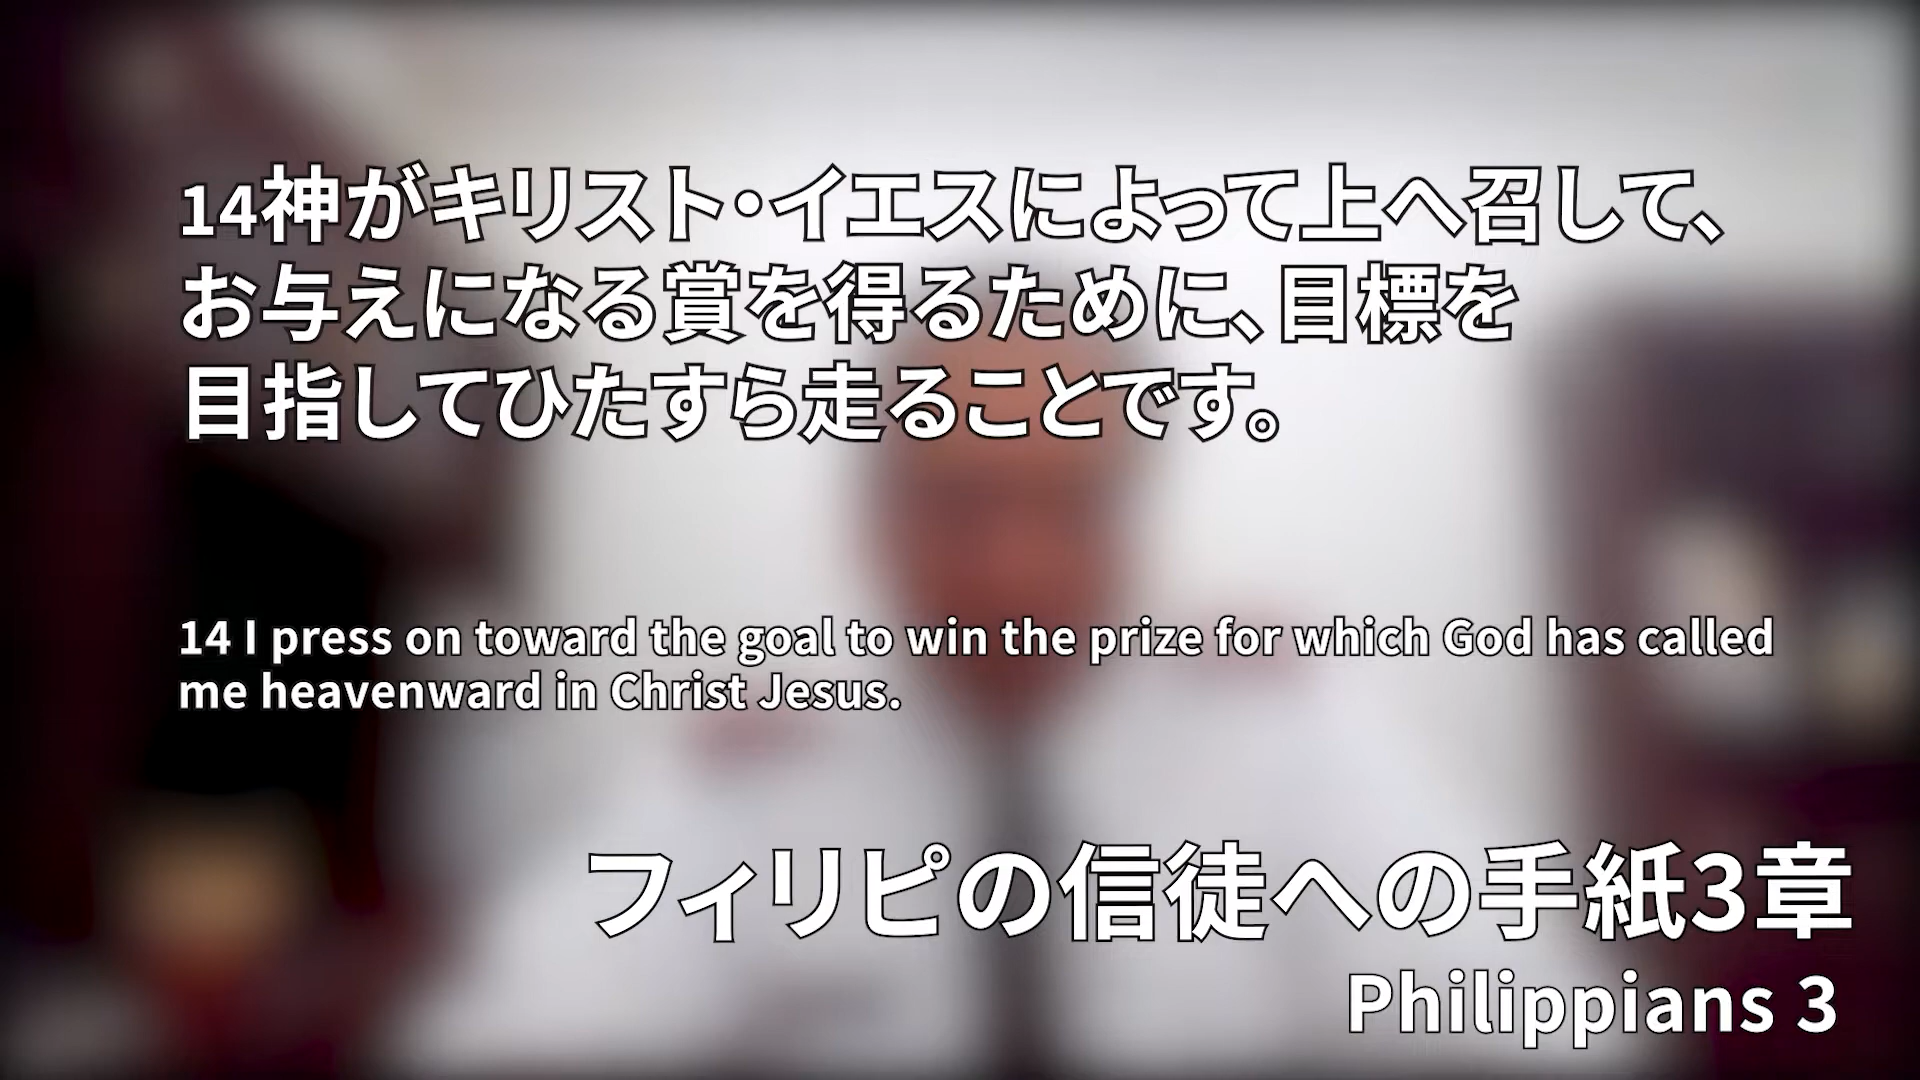 14神がキリスト・イエスによって上へ召して、
お与えになる賞を得るために、目標を
目指してひたすら走ることです。
14 I press on toward the goal to win the prize for which God has called
me heavenward in Christ Jesus.
フィリピの信徒への手紙3章
Philippians 3